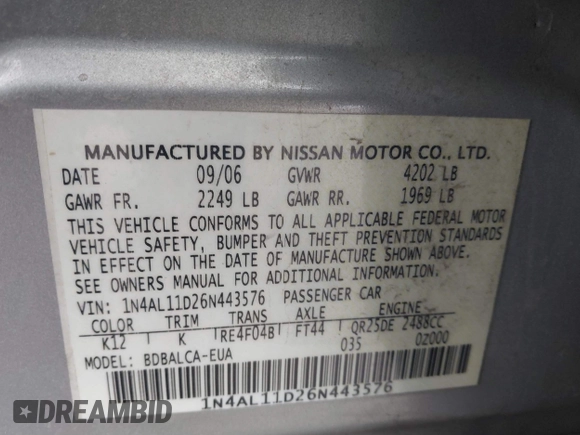 MANUFACTURED BY NISSAN MOTOR CO., LTD.
DATE 09/06 GVWR 4202 LB
GAWR FR. 2249 LB GAWR RR. 1969 LB
THIS VEHICLE CONFORMS TO ALL APPLICABLE FEDERAL MOTOR
VEHICLE SAFETY, BUMPER AND THEFT PREVENTION STANDARDS
IN EFFECT ON THE DATE OF MANUFACTURE SHOWN ABOVE.
SEE OWNERS MANUAL FOR ADDITIONAL INFORMATION.
VIN: 1N4AL11D26N443576 PASSENGER CAR
COLOR TRIM TRANS AXLE ENGINE
K12 K RE4F04B FT44 QR25DE 2488CC
MODEL: BDBALCA-EUA 035 02000
1N4AL11D26N443576
DREAMBID